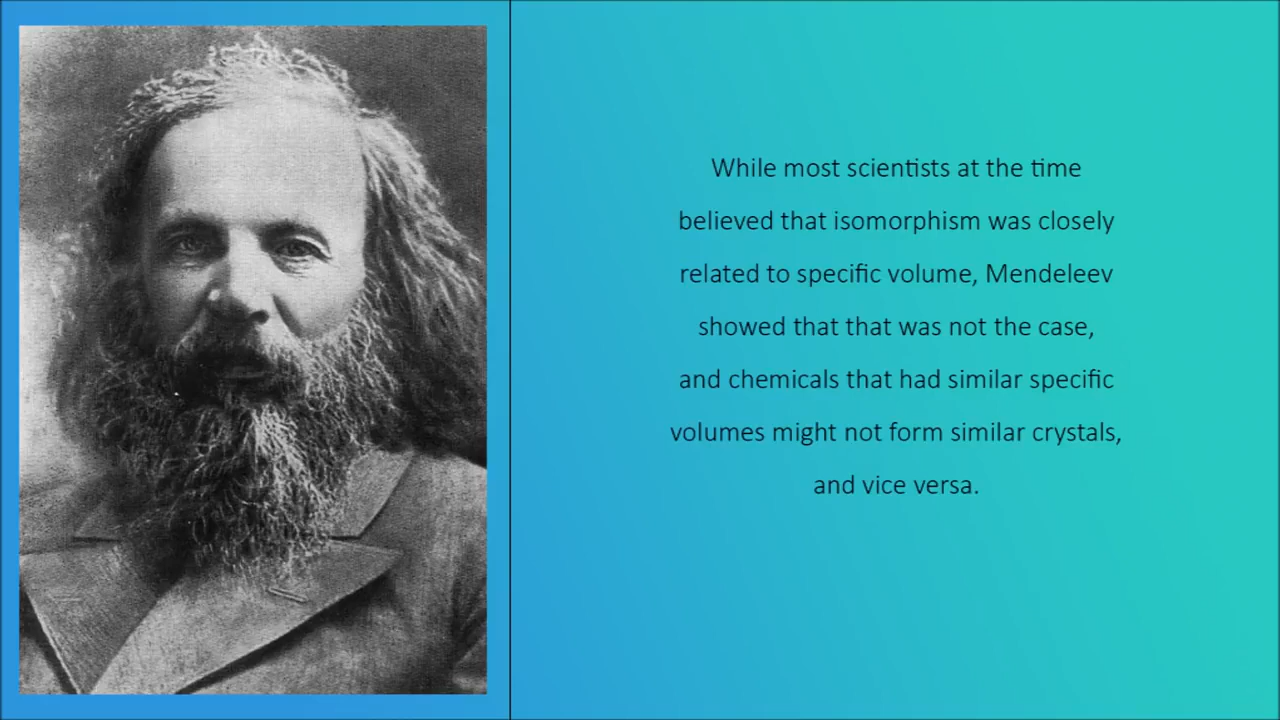 While most scientists at the time
believed that isomorphism was closely
related to specific volume, Mendeleev
showed that that was not the case,
and chemicals that had similar specific
volumes might not form similar crystals,
and vice versa.